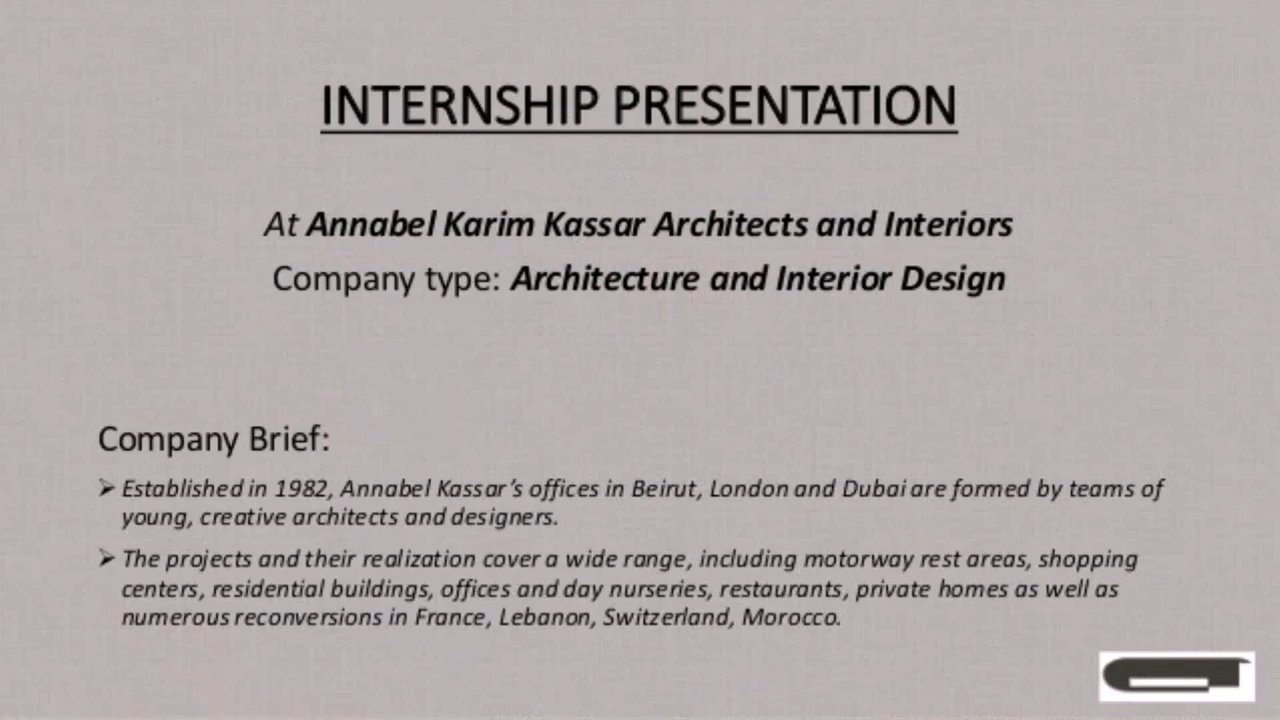 INTERNSHIP PRESENTATION
At Annabel Karim Kassar Architects and Interiors
Company type: Architecture and Interior Design
Company Brief:
➢ Established in 1982, Annabel Kassar’s offices in Beirut, London and Dubai are formed by teams of
young, creative architects and designers.
➢ The projects and their realization cover a wide range, including motorway rest areas, shopping
centers, residential buildings, offices and day nurseries, restaurants, private homes as well as
numerous reconversions in France, Lebanon, Switzerland, Morocco.